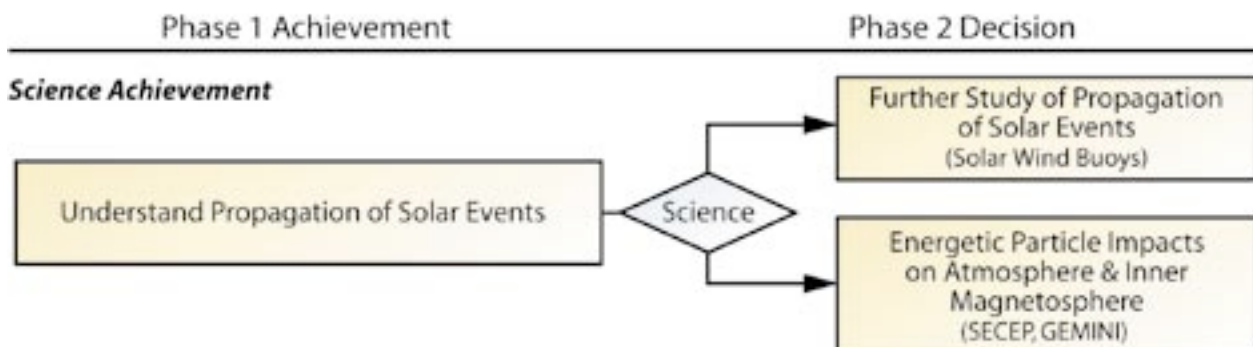 Phase 1 Achievement
Phase 2 Decision
Science Achievement
Understand Propagation of Solar Events
Science
Further Study of Propagation
of Solar Events
(Solar Wind Buoys)
Energetic Particle Impacts
on Atmosphere & Inner
Magnetosphere
(SECEP, GEMINI)